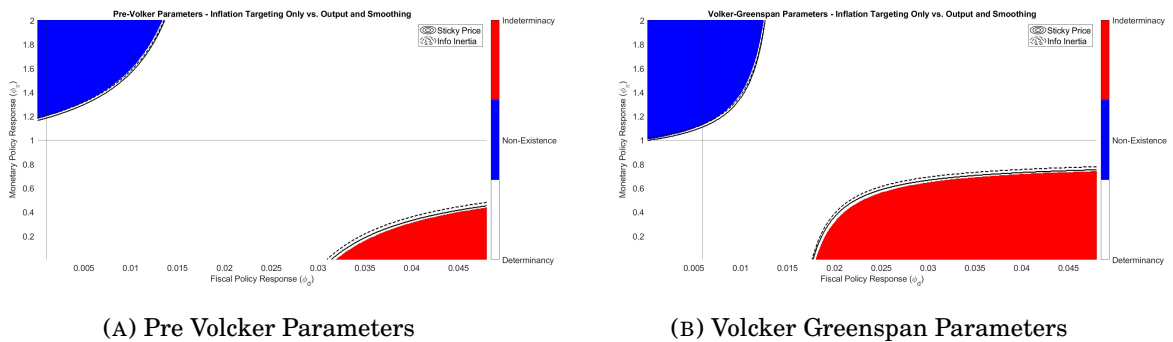 Pre-Volker Parameters - Inflation Targeting Only vs. Output and Smoothing
Sticky Price
Info Inertia
2
1.8
1.6
1.4
1.2
1
0.8
0.6
0.4
0.2
Monetary Policy Response (ϕπ)
0.005 0.01 0.015 0.02 0.025 0.03 0.035 0.04 0.045
Fiscal Policy Response (ϕd)
Indeterminacy
Non-Existence
Determinancy
(A) Pre Volcker Parameters
Volker-Greenspan Parameters - Inflation Targeting Only vs. Output and Smoothing
Sticky Price
Info Inertia
2
1.8
1.6
1.4
1.2
1
0.8
0.6
0.4
0.2
Monetary Policy Response (ϕπ)
0.005 0.01 0.015 0.02 0.025 0.03 0.035 0.04 0.045
Fiscal Policy Response (ϕd)
Indeterminacy
Non-Existence
Determinancy
(B) Volcker Greenspan Parameters